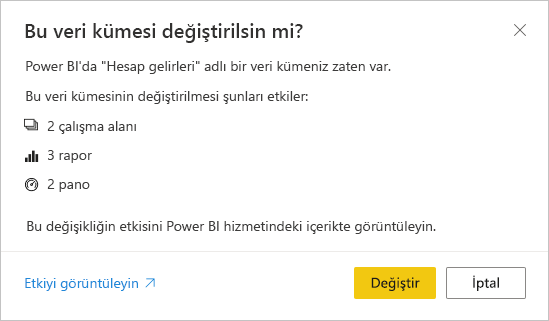 Bu veri kümesi değiştirilsin mi?
Power BI'da "Hesap gelirleri" adlı bir veri kümeniz zaten var.
Bu veri kümesinin değiştirilmesi şunları etkiler:
2 çalışma alanı
3 rapor
2 pano
Bu değişikliğin etkisini Power BI hizmetindeki içerikte görüntüleyin.
Etkiyi görüntüleyin
Değiştir
İptal